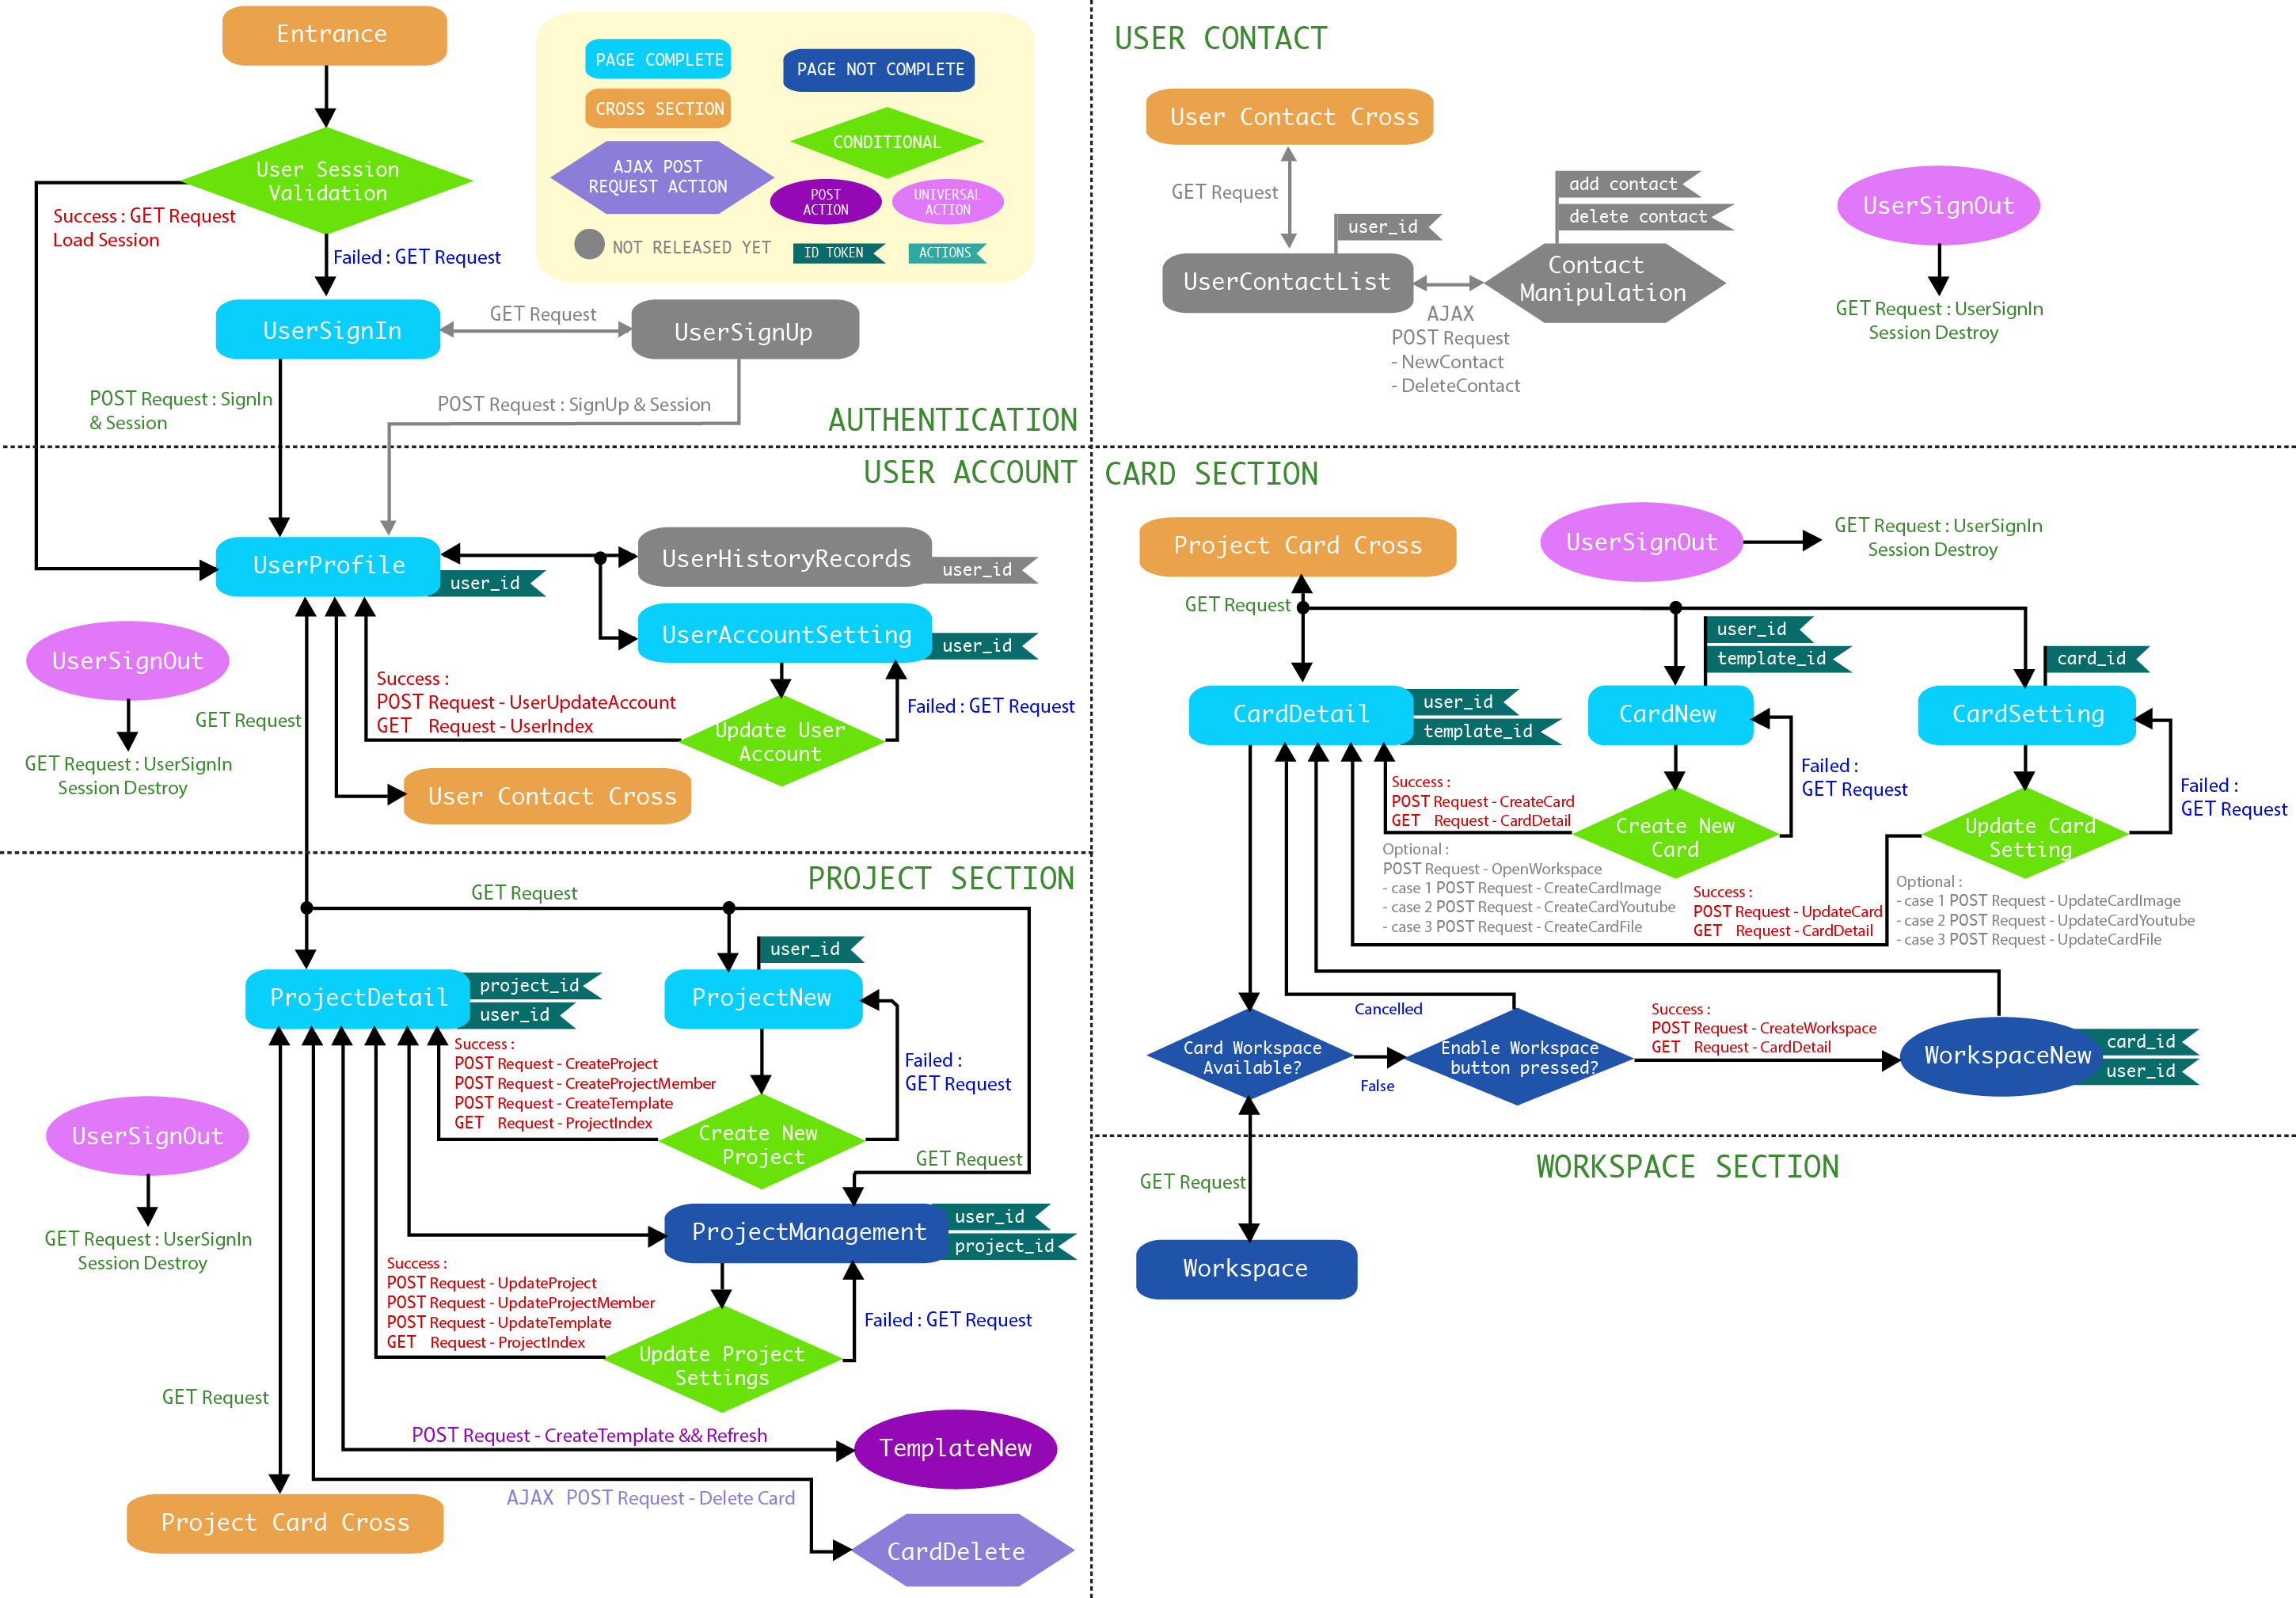 Entrance
User Session
Validation
Success : GET Request
Load Session
Failed : GET Request
UserSignIn
GET Request
UserSignUp
POST Request : SignIn
& Session
POST Request : SignUp & Session
AUTHENTICATION
PAGE COMPLETE
PAGE NOT COMPLETE
CROSS SECTION
CONDITIONAL
AJAX POST
REQUEST ACTION
POST
ACTION
UNIVERSAL
ACTION
NOT RELEASED YET
ID TOKEN
ACTIONS
USER CONTACT
User Contact Cross
GET Request
user_id
UserContactList
add contact
delete contact
Contact
Manipulation
AJAX
POST Request
- NewContact
- DeleteContact
UserSignOut
GET Request : UserSignIn
Session Destroy
USER ACCOUNT
UserProfile
user_id
UserHistoryRecords
user_id
UserAccountSetting
user_id
UserSignOut
GET Request : UserSignIn
Session Destroy
GET Request
Success :
POST Request - UserUpdateAccount
GET Request - UserIndex
Update User
Account
Failed : GET Request
User Contact Cross
PROJECT SECTION
GET Request
user_id
ProjectDetail
project_id
user_id
ProjectNew
Success :
POST Request - CreateProject
POST Request - CreateProjectMember
POST Request - CreateTemplate
GET Request - ProjectIndex
Failed :
GET Request
Create New
Project
GET Request
UserSignOut
GET Request : UserSignIn
Session Destroy
ProjectManagement
user_id
project_id
Success :
POST Request - UpdateProject
POST Request - UpdateProjectMember
POST Request - UpdateTemplate
GET Request - ProjectIndex
Failed : GET Request
Update Project
Settings
GET Request
POST Request - CreateTemplate && Refresh
TemplateNew
AJAX POST Request - Delete Card
Project Card Cross
CardDelete
CARD SECTION
Project Card Cross
UserSignOut
GET Request : UserSignIn
Session Destroy
GET Request
user_id
template_id
card_id
CardDetail
user_id
template_id
CardNew
CardSetting
Success :
POST Request - CreateCard
GET Request - CardDetail
Failed :
GET Request
Failed :
GET Request
Create New
Card
Update Card
Setting
Optional :
POST Request - OpenWorkspace
- case 1 POST Request - CreateCardImage
- case 2 POST Request - CreateCardYoutube
- case 3 POST Request - CreateCardFile
Success :
POST Request - UpdateCard
GET Request - CardDetail
Optional :
- case 1 POST Request - UpdateCardImage
- case 2 POST Request - UpdateCardYoutube
- case 3 POST Request - UpdateCardFile
Cancelled
Card Workspace
Available?
False
Enable Workspace
button pressed?
Success :
POST Request - CreateWorkspace
GET Request - CardDetail
WorkspaceNew
card_id
user_id
WORKSPACE SECTION
GET Request
Workspace